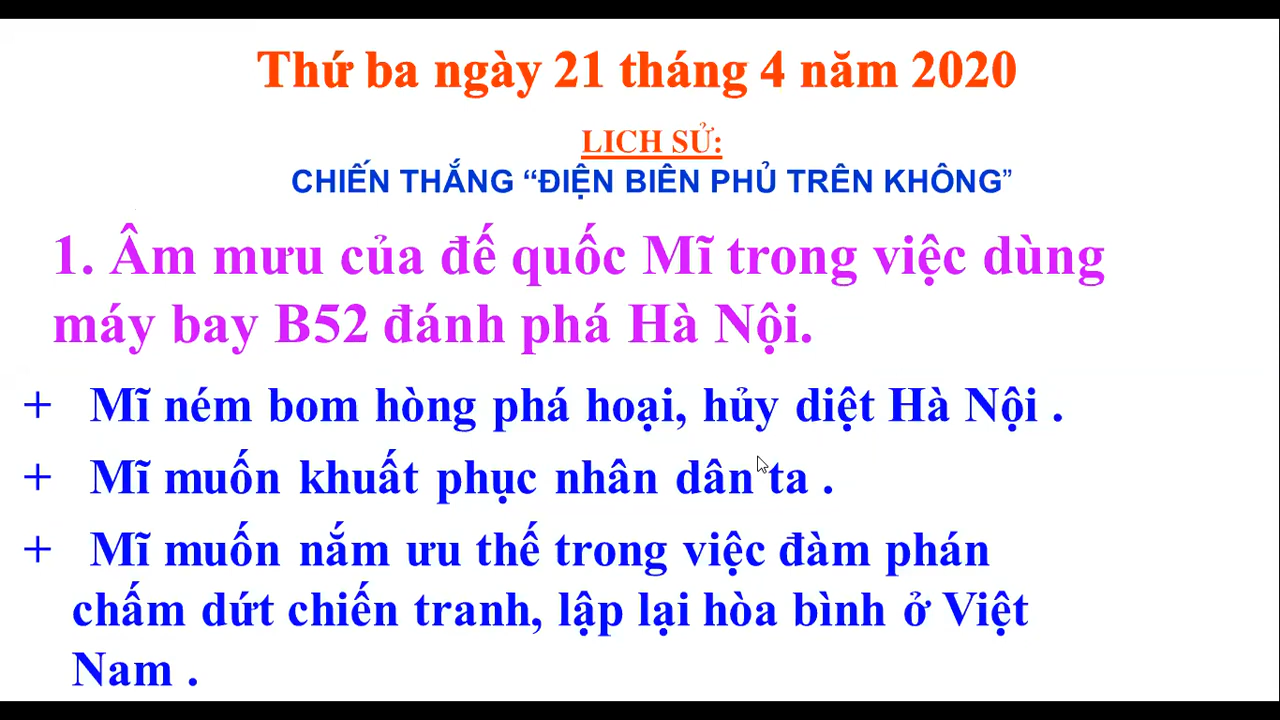 Thứ ba ngày 21 tháng 4 năm 2020
LICH SỬ:
CHIẾN THẮNG “ĐIỆN BIÊN PHỦ TRÊN KHÔNG”
1. Âm mưu của đế quốc Mĩ trong việc dùng
máy bay B52 đánh phá Hà Nội.
+ Mĩ ném bom hòng phá hoại, hủy diệt Hà Nội .
+ Mĩ muốn khuất phục nhân dân ta .
+ Mĩ muốn nắm ưu thế trong việc đàm phán
chấm dứt chiến tranh, lập lại hòa bình ở Việt
Nam .